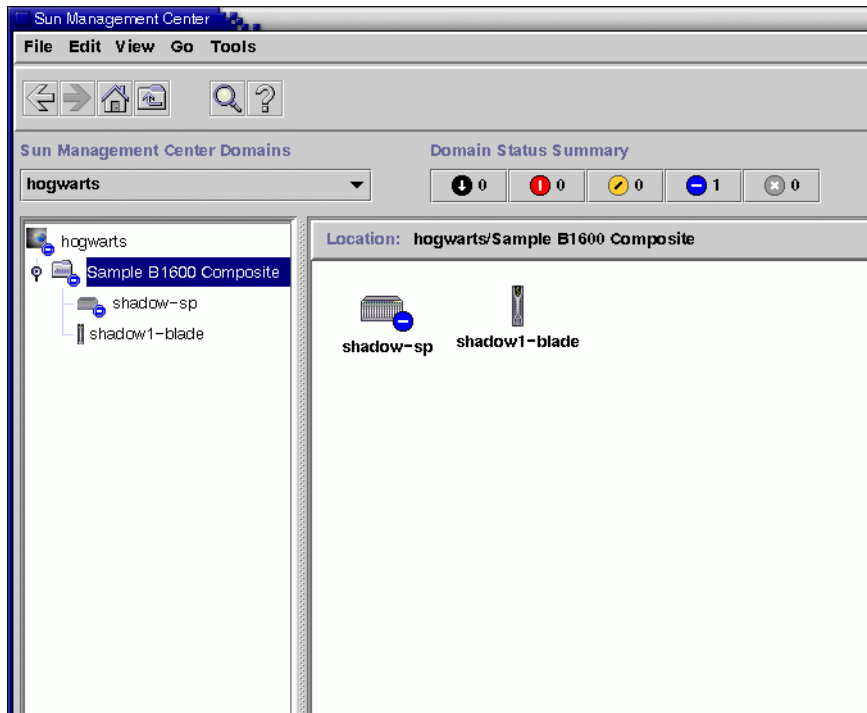 Sun Management Center
File Edit View Go Tools
Sun Management Center Domains
Domain Status Summary
hogwarts
0 0 0 1 0
hogwarts
Sample B1600 Composite
shadow-sp
shadow1-blade
Location: hogwarts/Sample B1600 Composite
shadow-sp
shadow1-blade